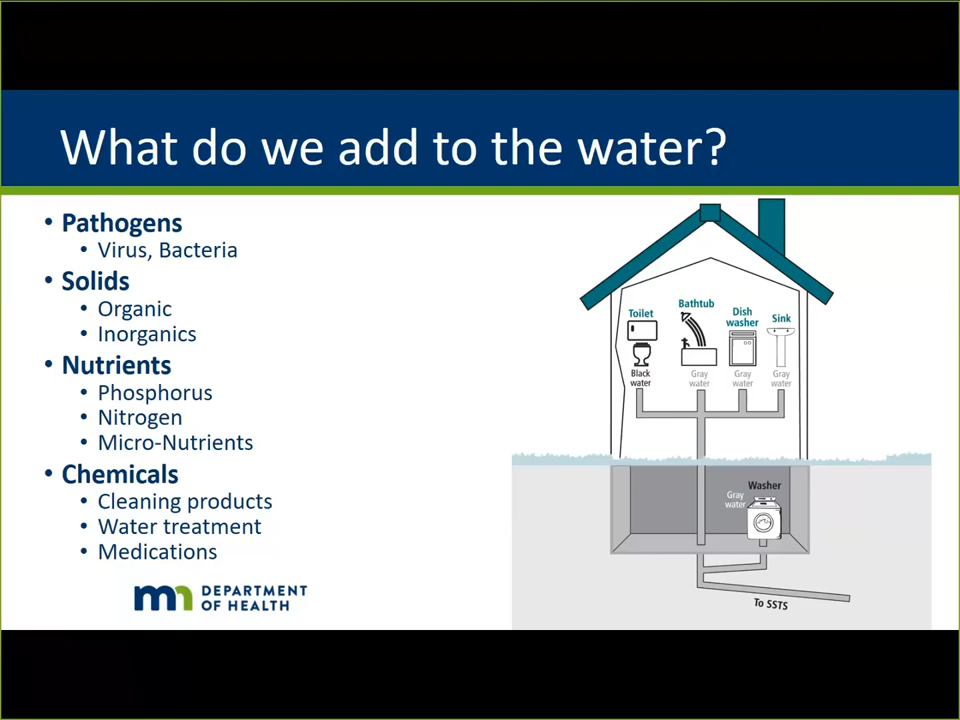 What do we add to the water?
• Pathogens
• Virus, Bacteria
• Solids
• Organic
• Inorganics
• Nutrients
• Phosphorus
• Nitrogen
• Micro-Nutrients
• Chemicals
• Cleaning products
• Water treatment
• Medications
mn DEPARTMENT
OF HEALTH
Toilet
Black
water
Bathtub
Gray
water
Dish
washer
Gray
water
Sink
Gray
water
Washer
Gray
water
To SSTS